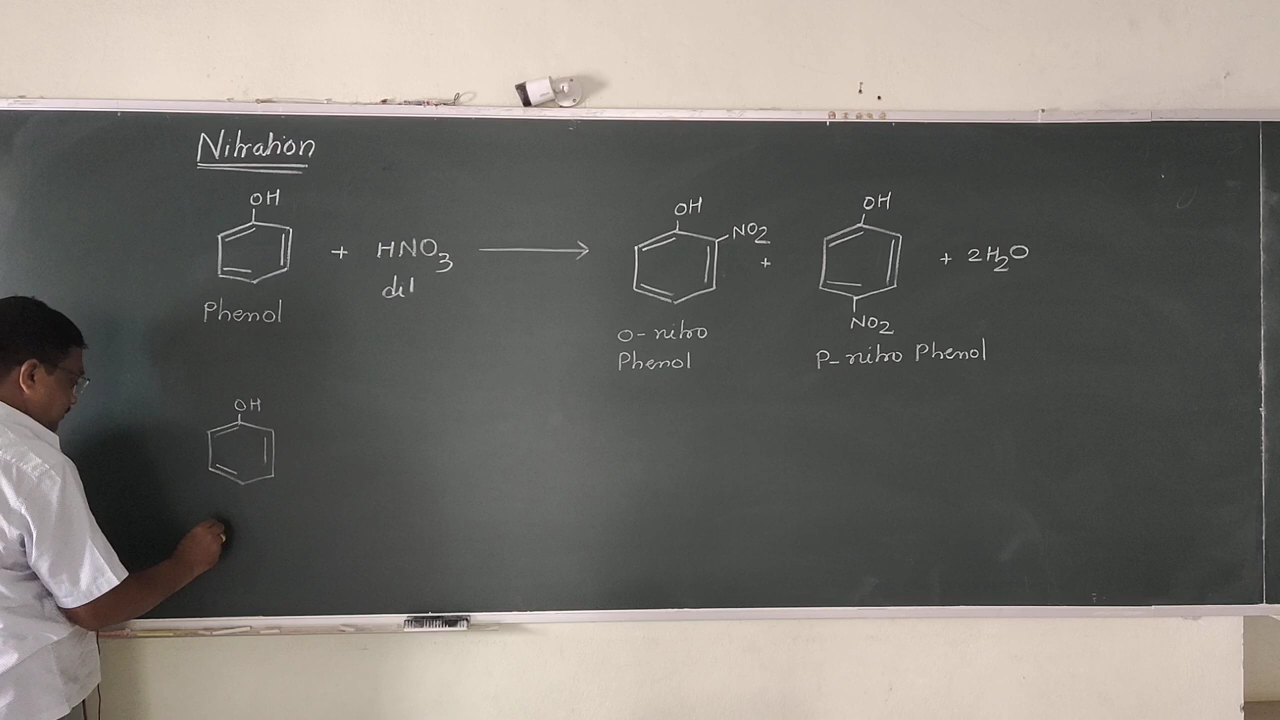 Nitration
OH
Phenol
+ HNO3
dil
OH
NO2
O-nitro
Phenol
+
OH
NO2
P-nitro Phenol
+ 2H2O
OH